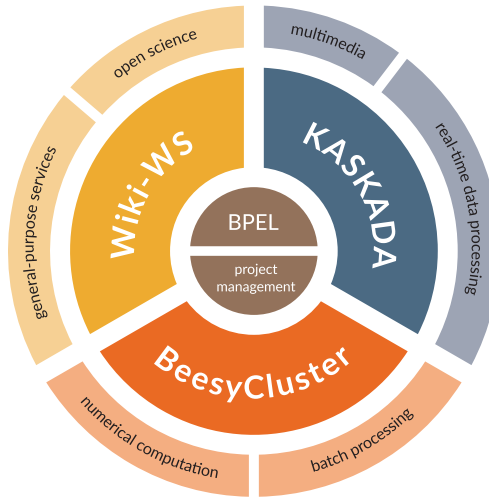 open science
multimedia
general-purpose services
Wiki-WS
KASKADA
real-time data processing
BPEL
project
management
BeesyCluster
numerical computation
batch processing